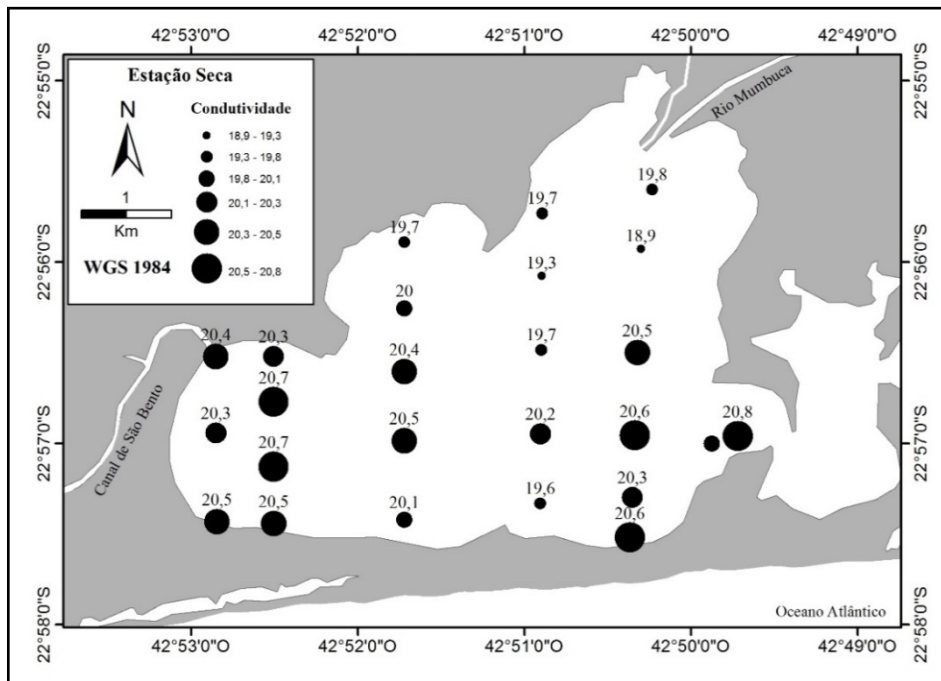 42°53'0"O 42°52'0"O 42°51'0"O 42°50'0"O 42°49'0"O
22°55'0"S
22°56'0"S
22°57'0"S
22°58'0"S
Estação Seca
N
1
Km
WGS 1984
Condutividade
18,9 - 19,3
19,3 - 19,8
19,8 - 20,1
20,1 - 20,3
20,3 - 20,5
20,5 - 20,8
Rio Mumbuca
19,8
19,7
18,9
19,7
19,3
20
20,4 20,3
20,4
19,7
20,5
20,7
20,3
20,7
20,5
20,2
20,6
20,8
20,5 20,5
20,1
19,6
20,3
20,6
Canal de São Bento
Oceano Atlântico
22°55'0"S
22°56'0"S
22°57'0"S
22°58'0"S
42°53'0"O 42°52'0"O 42°51'0"O 42°50'0"O 42°49'0"O